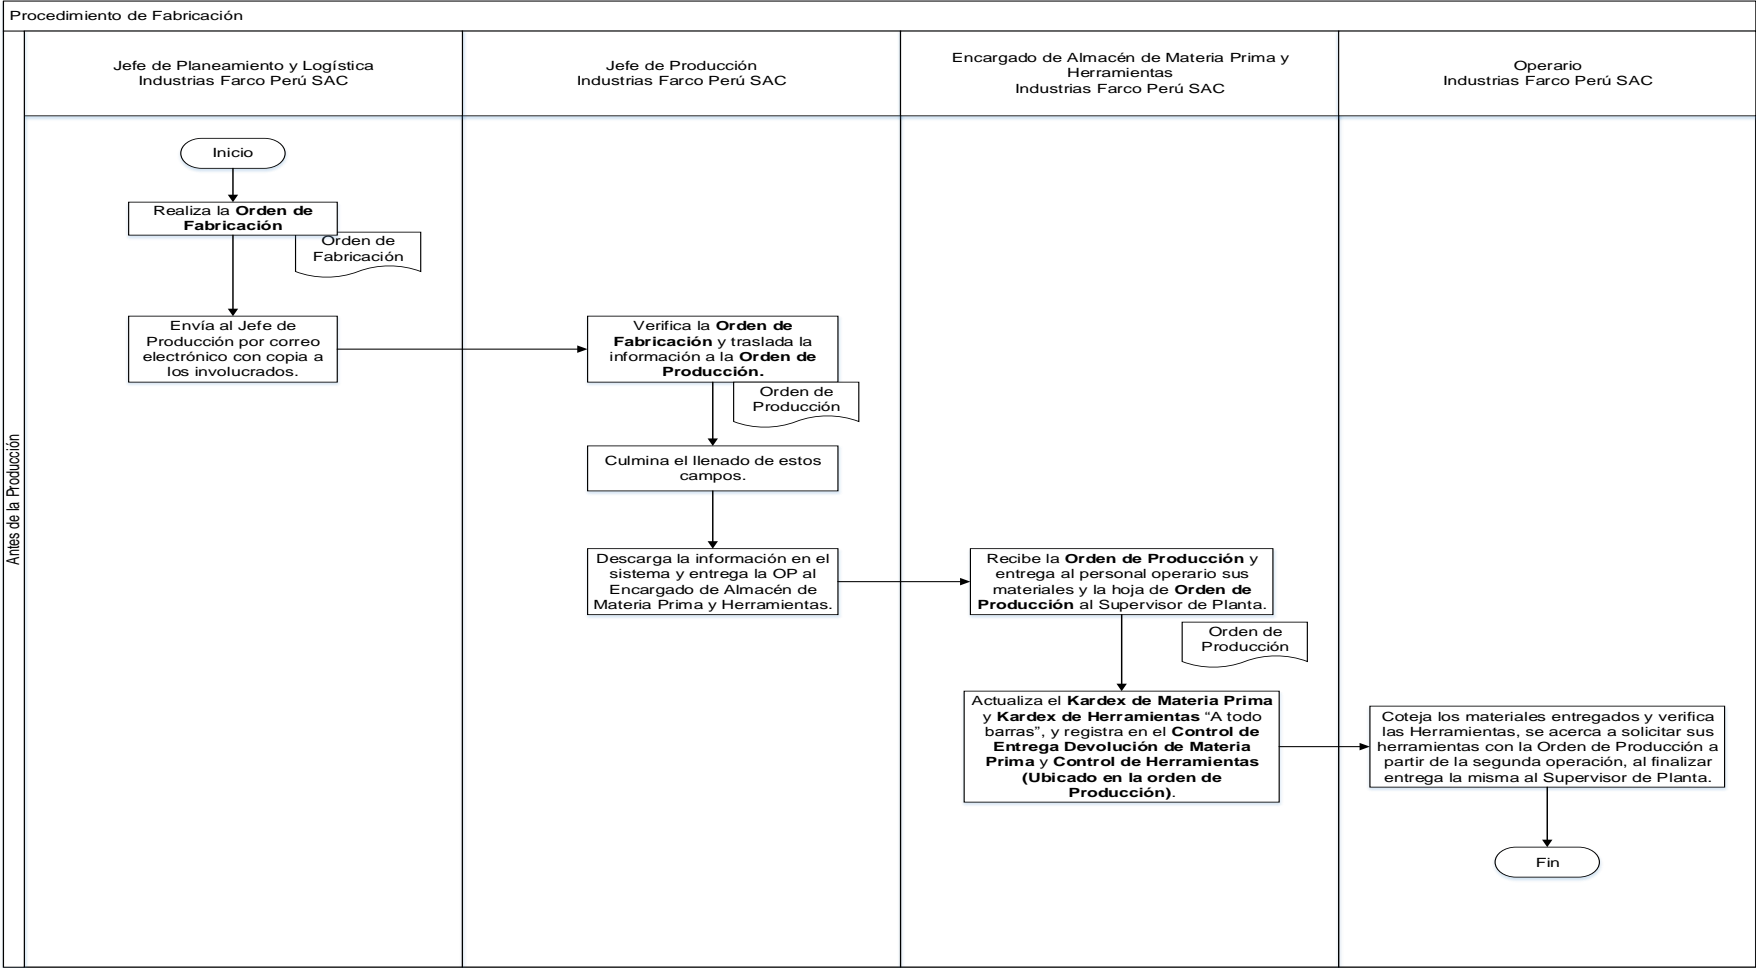 Procedimiento de Fabricación
Antes de la Producción
Jefe de Planeamiento y Logística
Industrias Farco Perú SAC
Jefe de Producción
Industrias Farco Perú SAC
Encargado de Almacén de Materia Prima y
Herramientas
Industrias Farco Perú SAC
Operario
Industrias Farco Perú SAC
Inicio
Realiza la Orden de
Fabricación
Orden de
Fabricación
Envía al Jefe de
Producción por correo
electrónico con copia a
los involucrados.
Verifica la Orden de
Fabricación y traslada la
información a la Orden de
Producción.
Orden de
Producción
Culmina el llenado de estos
campos.
Descarga la información en el
sistema y entrega la OP al
Encargado de Almacén de
Materia Prima y Herramientas.
Recibe la Orden de Producción y
entrega al personal operario sus
materiales y la hoja de Orden de
Producción al Supervisor de Planta.
Orden de
Producción
Actualiza el Kardex de Materia Prima
y Kardex de Herramientas “A todo
barras”, y registra en el Control de
Entrega Devolución de Materia
Prima y Control de Herramientas
(Ubicado en la orden de
Producción).
Coteja los materiales entregados y verifica
las Herramientas, se acerca a solicitar sus
herramientas con la Orden de Producción a
partir de la segunda operación, al finalizar
entrega la misma al Supervisor de Planta.
Fin